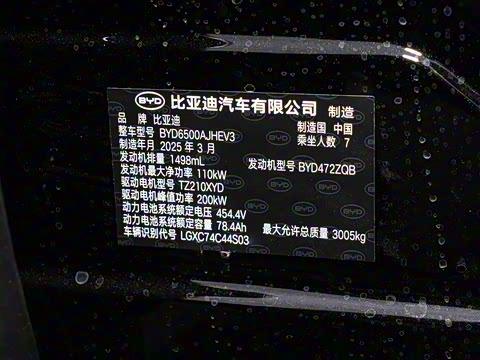 BYD 比亚迪汽车有限公司 制造
品 牌 比亚迪 制造国 中国
整车型号 BYD6500AJHEV3 乘坐人数 7
制造年月 2025 年 3 月
发动机排量 1498mL 发动机型号 BYD472ZQB
发动机最大净功率 110kW
驱动电机型号 TZ210XYD
驱动电机峰值功率 200kW
动力电池系统额定电压 454.4V
动力电池系统额定容量 78.4Ah 最大允许总质量 3005kg
车辆识别代号 LGXC74C44S03